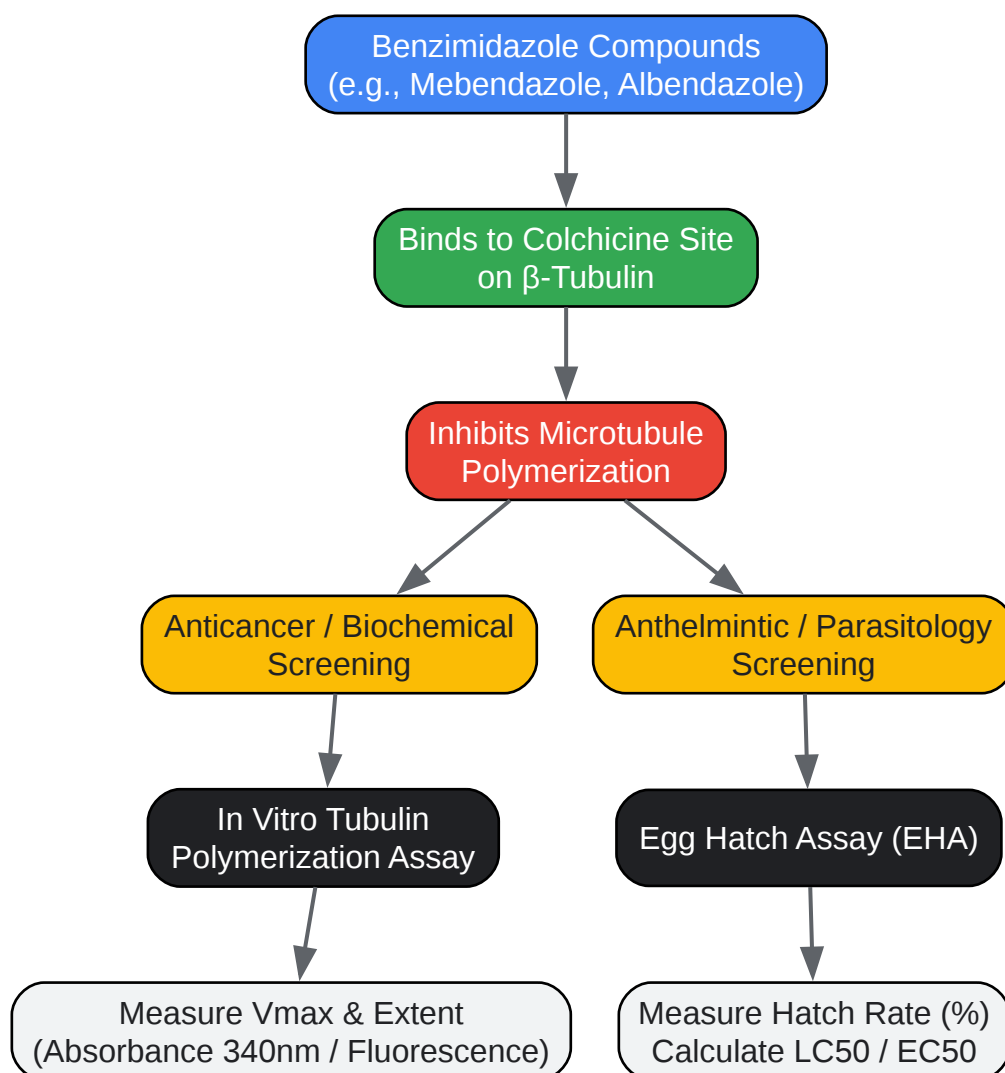 Benzimidazole Compounds
(e.g., Mebendazole, Albendazole)
Binds to Colchicine Site
on β-Tubulin
Inhibits Microtubule
Polymerization
Anticancer / Biochemical
Screening
Anthelmintic / Parasitology
Screening
In Vitro Tubulin
Polymerization Assay
Egg Hatch Assay (EHA)
Measure Vmax & Extent
(Absorbance 340nm / Fluorescence)
Measure Hatch Rate (%)
Calculate LC50 / EC50